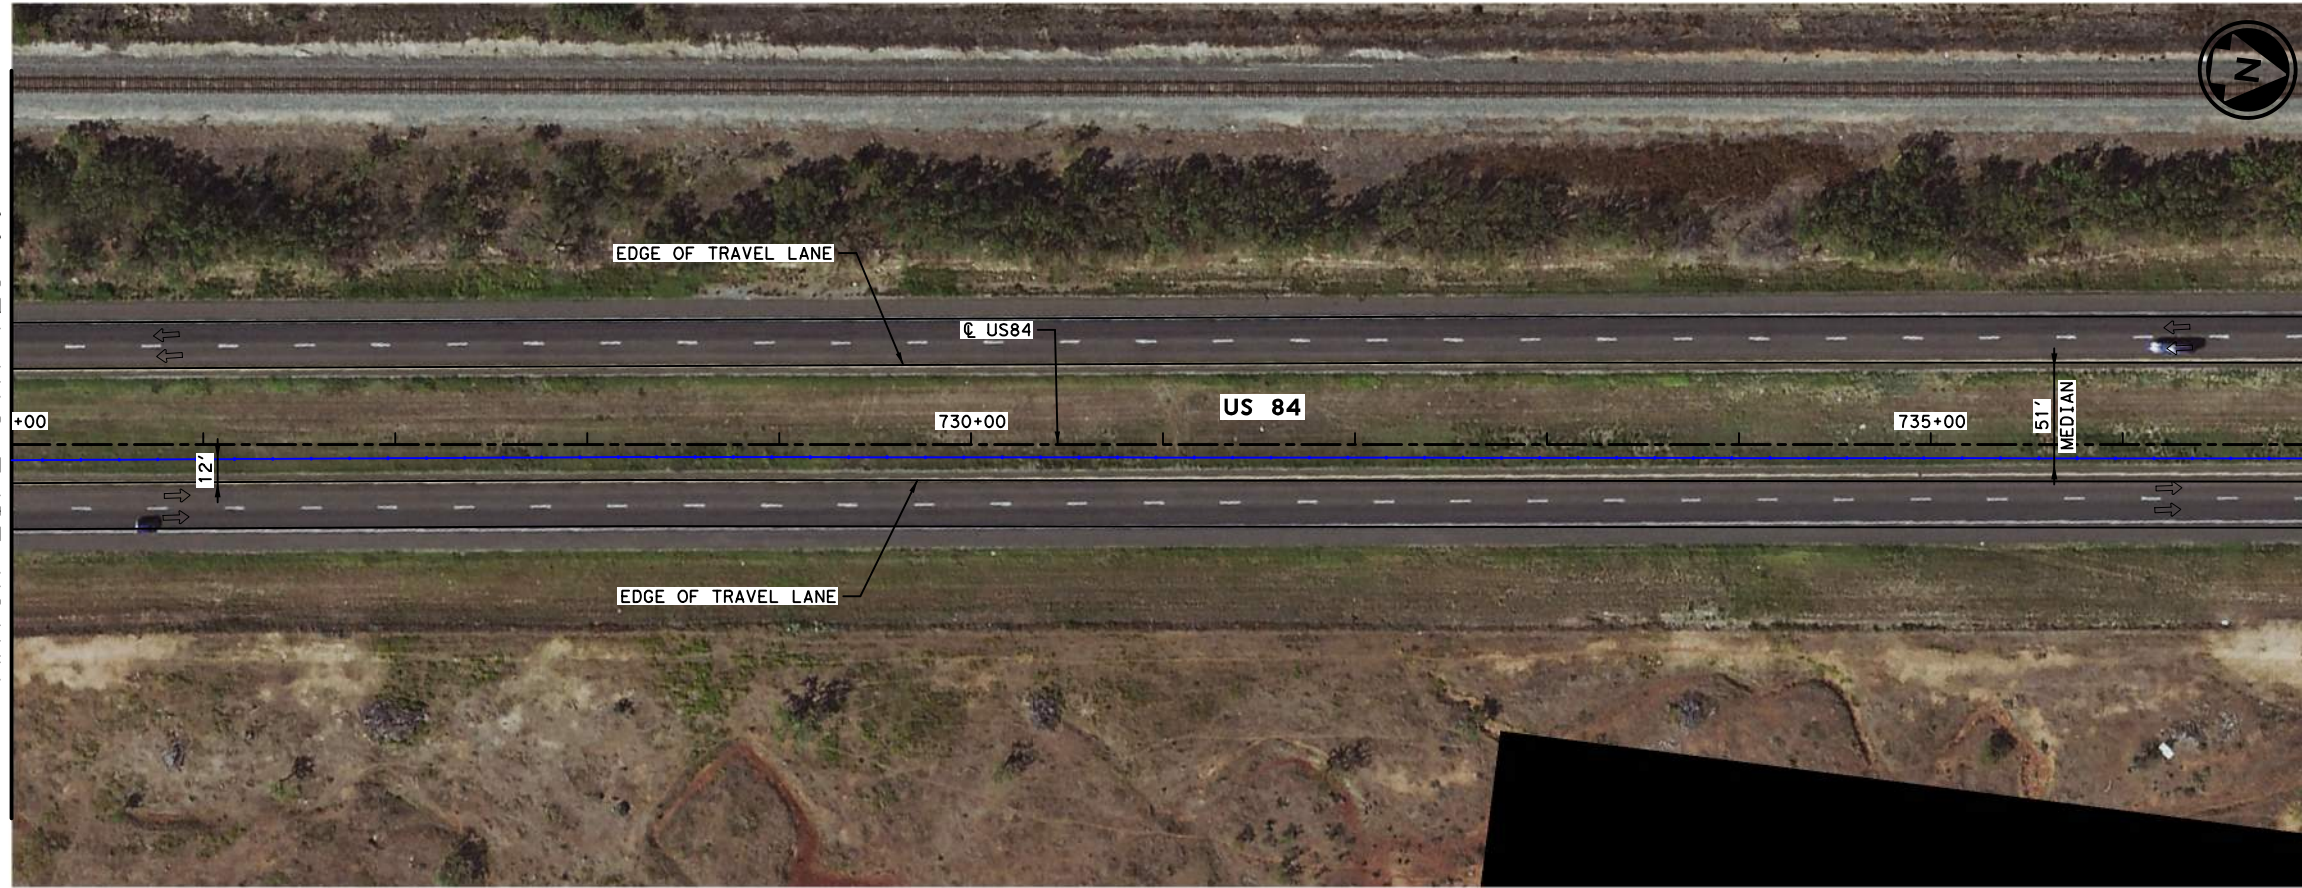 N
EDGE OF TRAVEL LANE
℄ US84
US 84
+00
730+00
735+00
51'
MEDIAN
12'
EDGE OF TRAVEL LANE